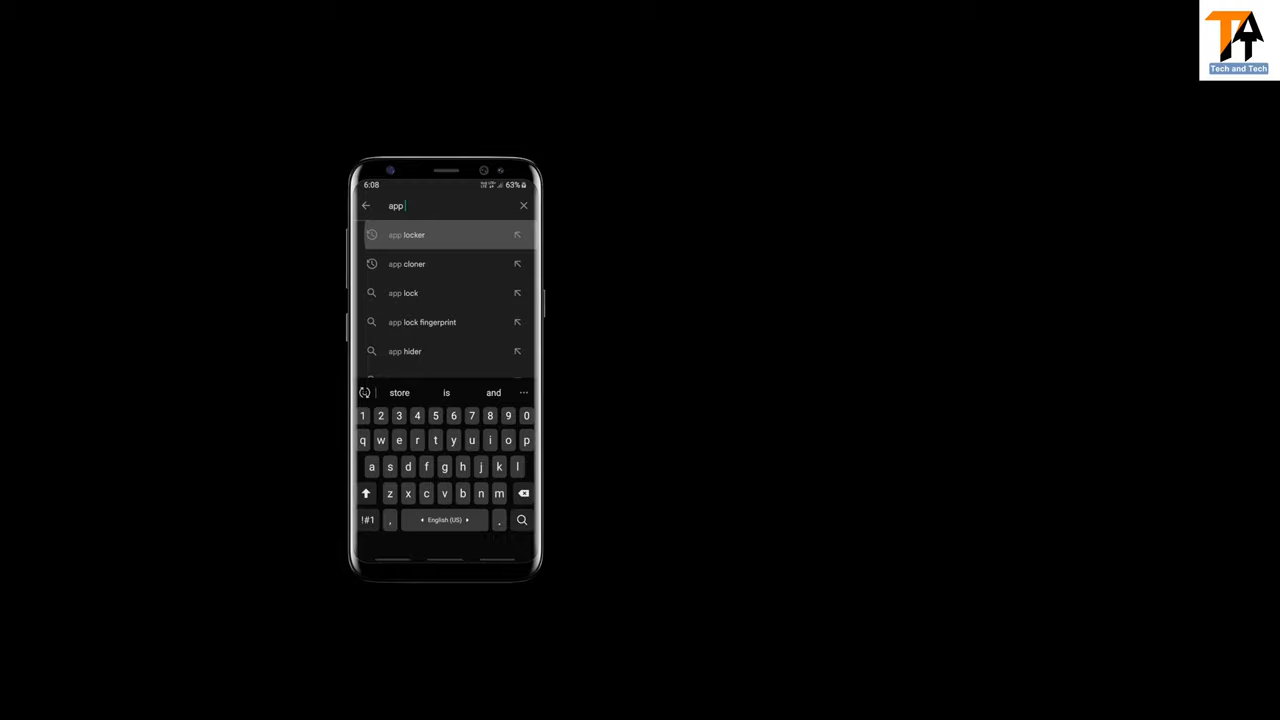 TAT
Tech and Tech
6:08
63%
app
app locker
app cloner
app lock
app lock fingerprint
app hider
store is and
1 2 3 4 5 6 7 8 9 0
q w e r t y u i o p
a s d f g h j k l
z x c v b n m
!#1 , English (US) .